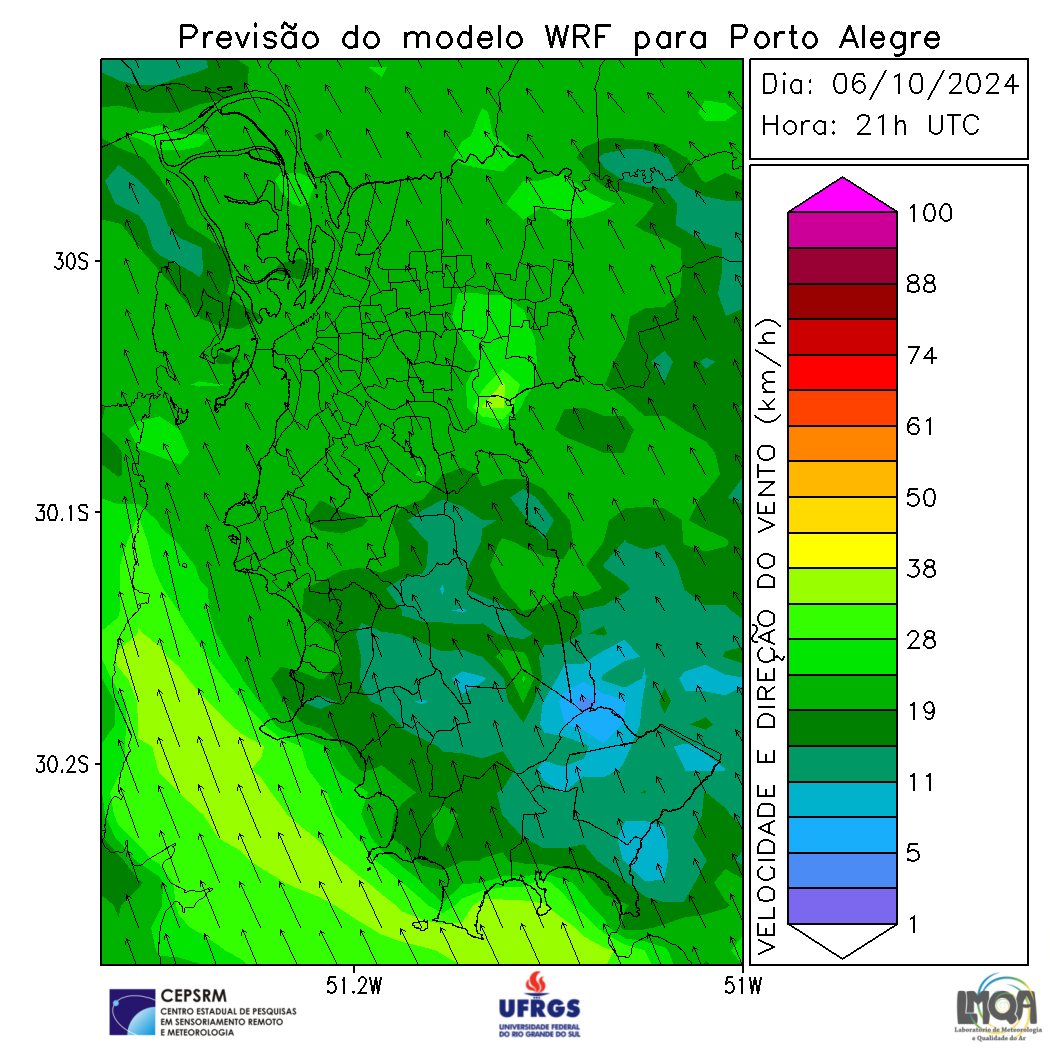 Previsão do modelo WRF para Porto Alegre
Dia: 06/10/2024
Hora: 21h UTC
30S
30.1S
30.2S
51.2W
51W
VELOCIDADE E DIREÇÃO DO VENTO (km/h)
100
88
74
61
50
38
28
19
11
5
1
CEPSRM
CENTRO ESTADUAL DE PESQUISAS
EM SENSORIAMENTO REMOTO
E METEOROLOGIA
UFRGS
UNIVERSIDADE FEDERAL
DO RIO GRANDE DO SUL
LMQA
Laboratório de Meteorologia
e Qualidade do Ar